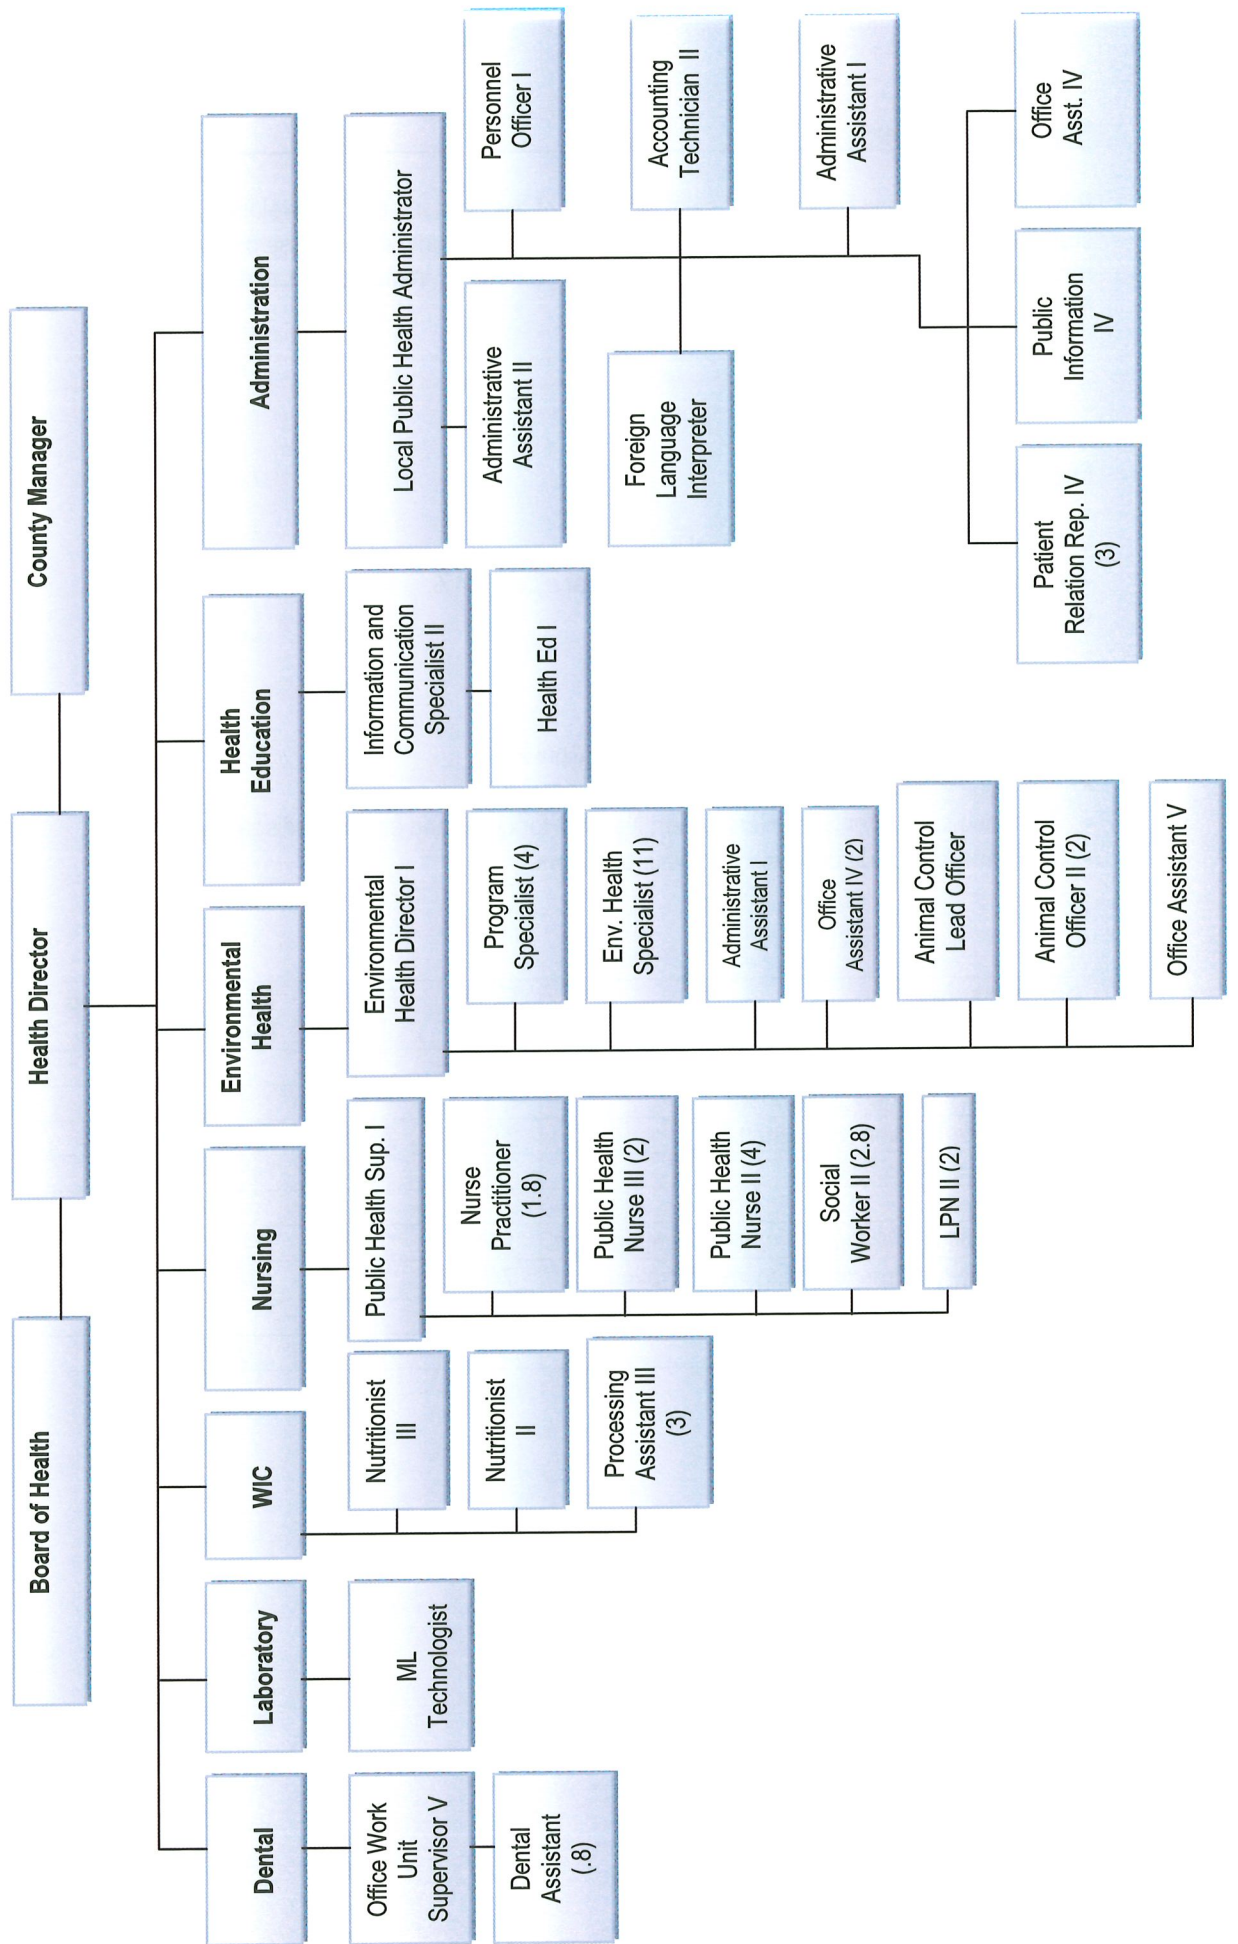 Board of Health
Health Director
County Manager
Dental
Laboratory
WIC
Nursing
Environmental
Health
Health
Education
Administration
Office Work
Unit
Supervisor V
Dental
Assistant
(.8)
ML
Technologist
Nutritionist
III
Nutritionist
II
Processing
Assistant III
(3)
Public Health Sup. I
Nurse
Practitioner
(1.8)
Public Health
Nurse III (2)
Public Health
Nurse II (4)
Social
Worker II (2.8)
LPN II (2)
Environmental
Health Director I
Program
Specialist (4)
Env. Health
Specialist (11)
Administrative
Assistant I
Office
Assistant IV (2)
Animal Control
Lead Officer
Animal Control
Officer II (2)
Office Assistant V
Information and
Communication
Specialist II
Health Ed I
Local Public Health Administrator
Administrative
Assistant II
Personnel
Officer I
Foreign
Language
Interpreter
Accounting
Technician II
Administrative
Assistant I
Patient
Relation Rep. IV
(3)
Public
Information
IV
Office
Asst. IV